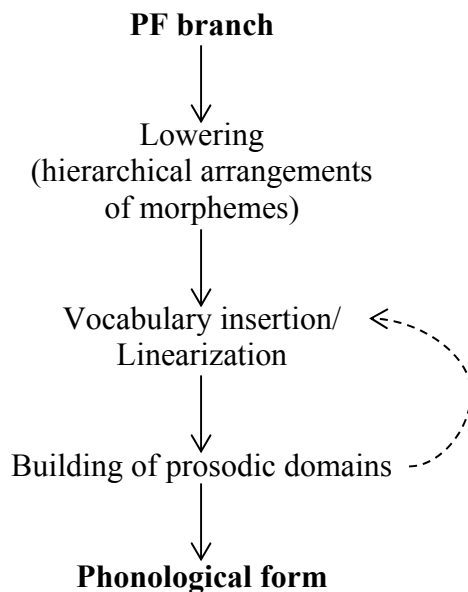 PF branch
Lowering
(hierarchical arrangements
of morphemes)
Vocabulary insertion/
Linearization
Building of prosodic domains
Phonological form